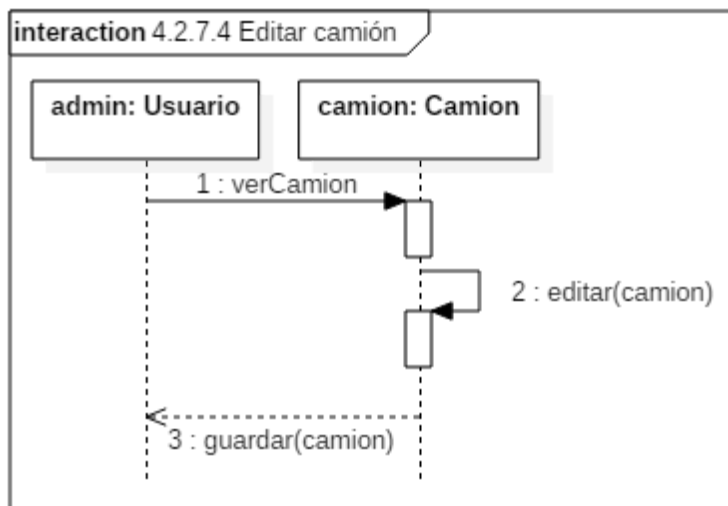 interaction 4.2.7.4 Editar camión
admin: Usuario
camion: Camion
1 : verCamion
2 : editar(camion)
3 : guardar(camion)